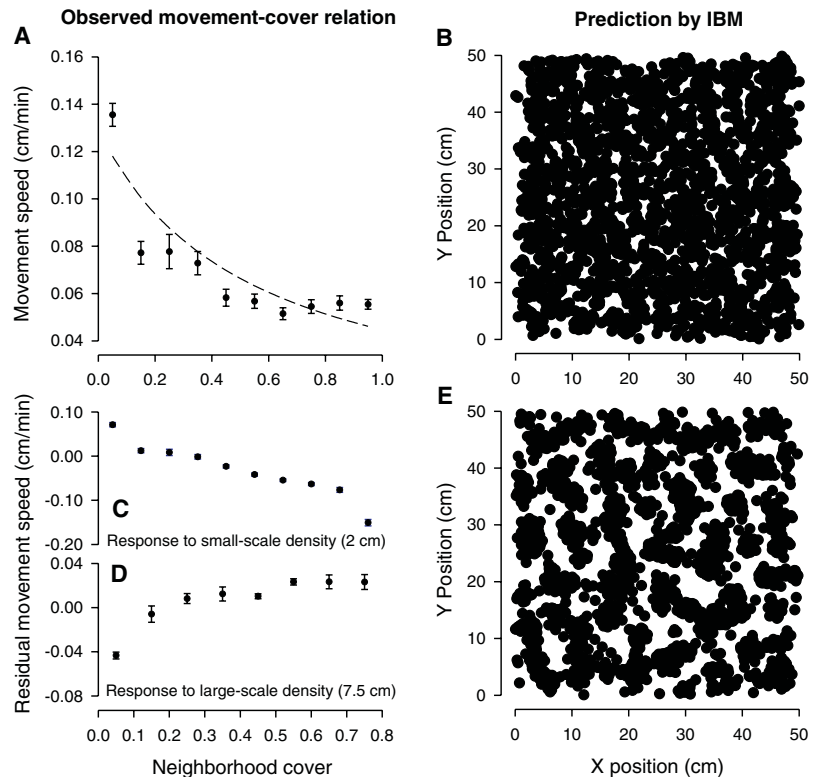 Observed movement-cover relation
Prediction by IBM
A
0.16
0.14
0.12
0.10
0.08
0.06
0.04
Movement speed (cm/min)
0.0 0.2 0.4 0.6 0.8 1.0
B
50
40
30
20
10
0
Y Position (cm)
0 10 20 30 40 50
0.10
0.00
-0.10
-0.20
C
Response to small-scale density (2 cm)
0.04
0.00
-0.04
-0.08
D
Response to large-scale density (7.5 cm)
Residual movement speed (cm/min)
0.0 0.1 0.2 0.3 0.4 0.5 0.6 0.7 0.8
Neighborhood cover
E
50
40
30
20
10
0
Y Position (cm)
0 10 20 30 40 50
X position (cm)